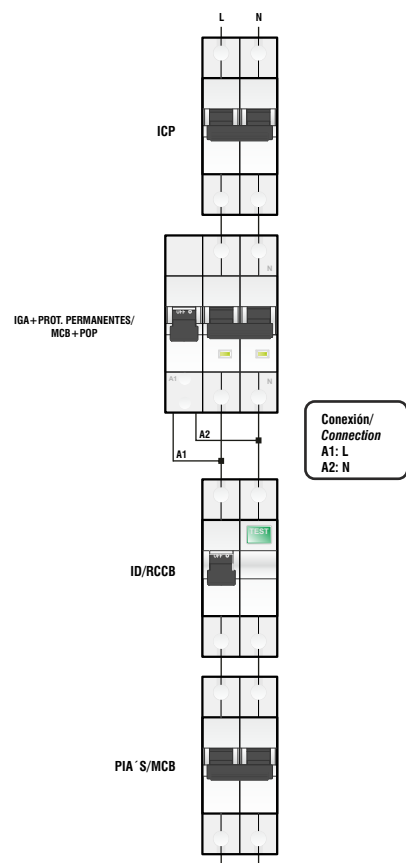 L N
ICP
N
IGA+PROT. PERMANENTES/
MCB+POP
OFF
A1
N
A2
A1
Conexión/
Connection
A1: L
A2: N
TEST
ID/RCCB
OFF
PIA´S/MCB